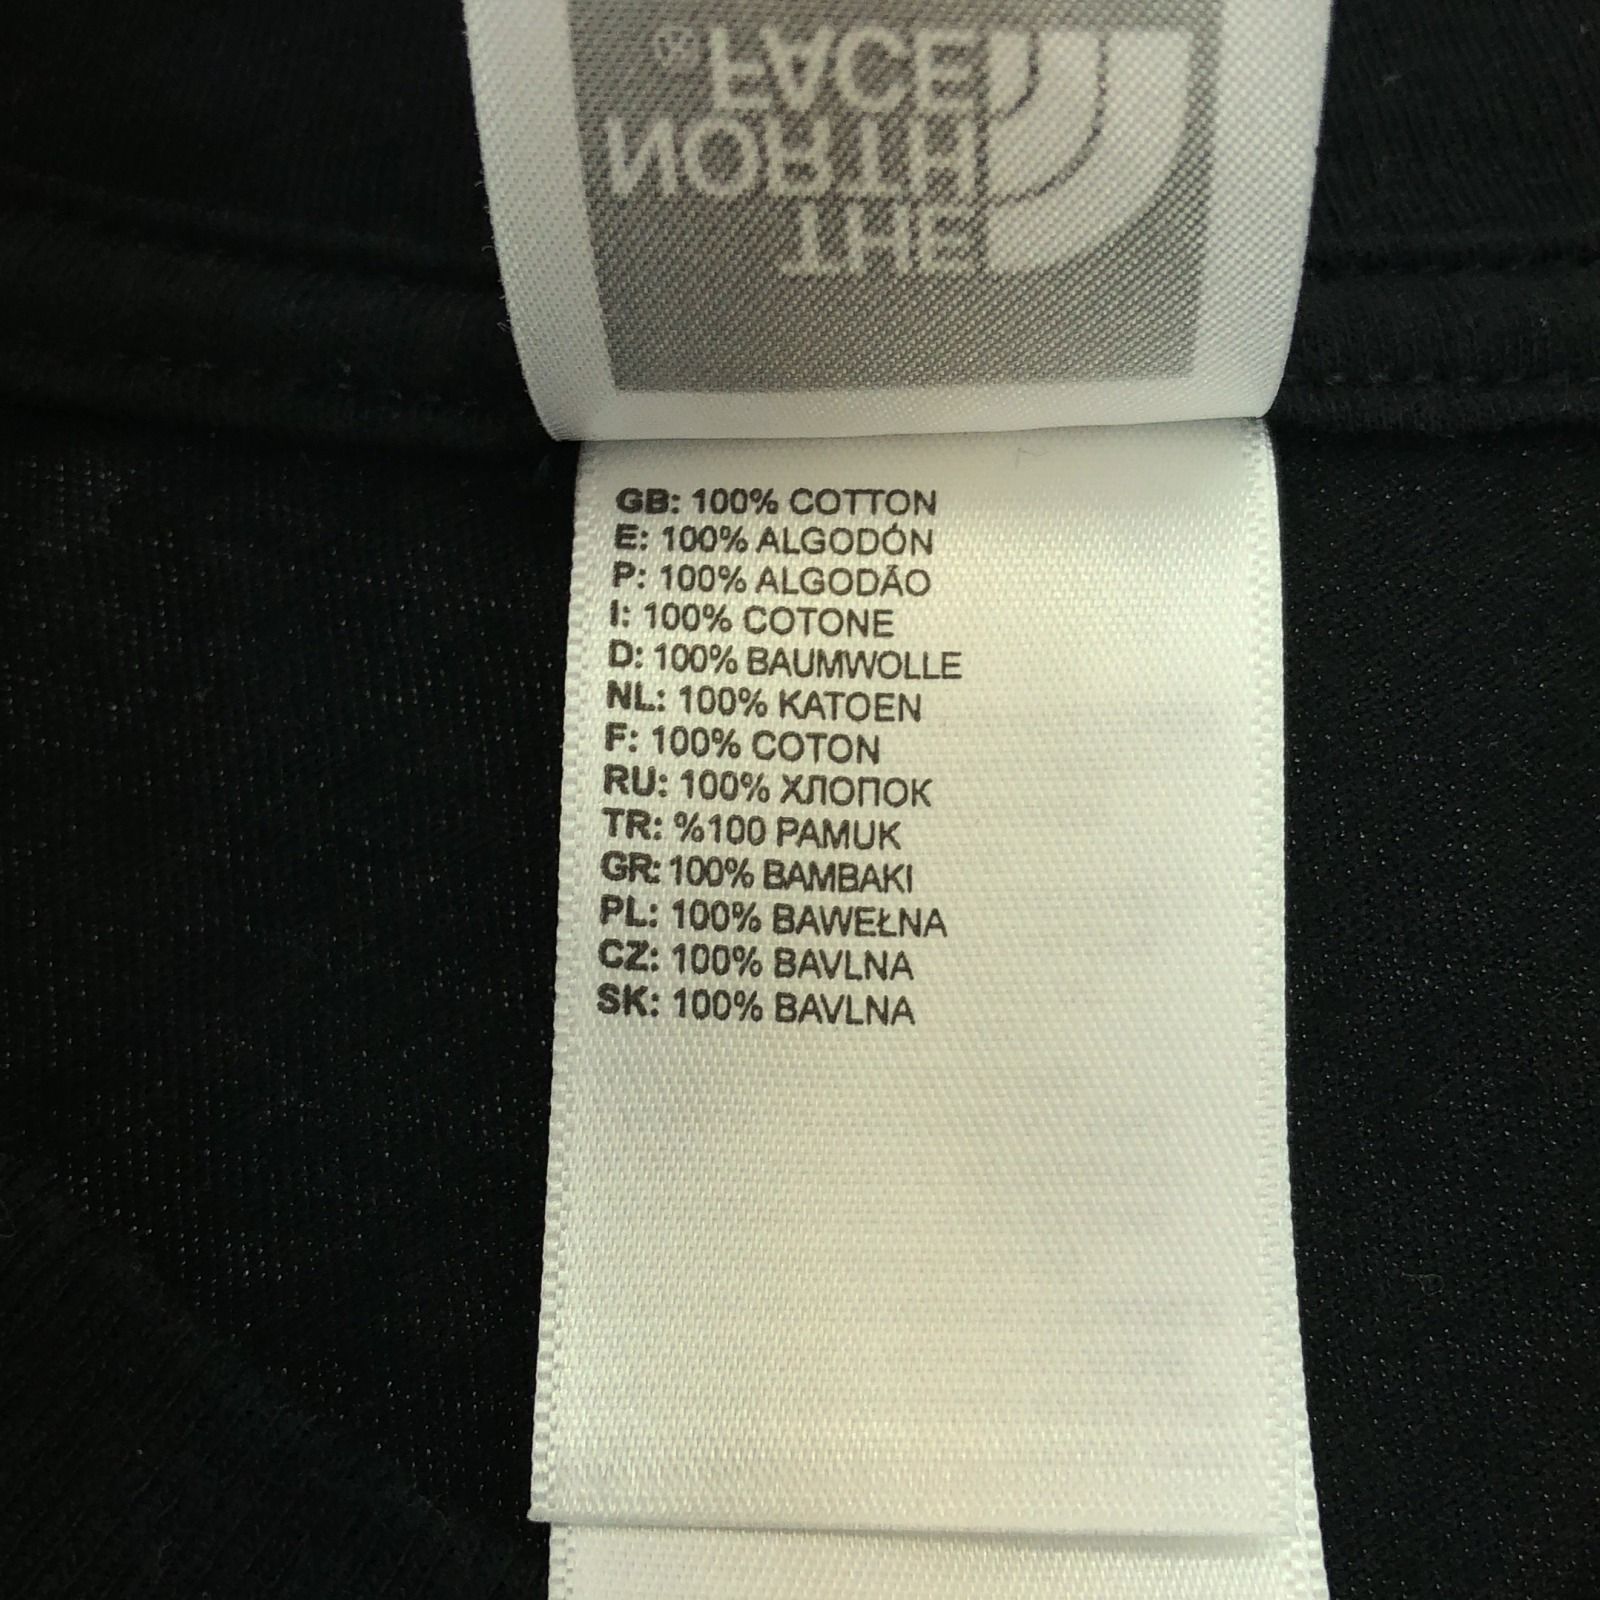 THE
NORTH
FACE®
GB: 100% COTTON
E: 100% ALGODÓN
P: 100% ALGODÃO
I: 100% COTONE
D: 100% BAUMWOLLE
NL: 100% KATOEN
F: 100% COTON
RU: 100% ХЛОПОК
TR: %100 PAMUK
GR: 100% BAMBAKI
PL: 100% BAWEŁNA
CZ: 100% BAVLNA
SK: 100% BAVLNA